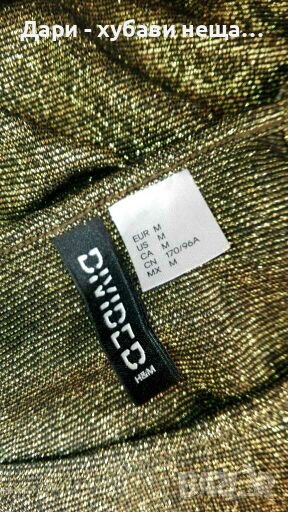 Дари - хубави неща...
EUR M
US M
CA M
CN 170/96A
MX M
DIVIDED
H&M